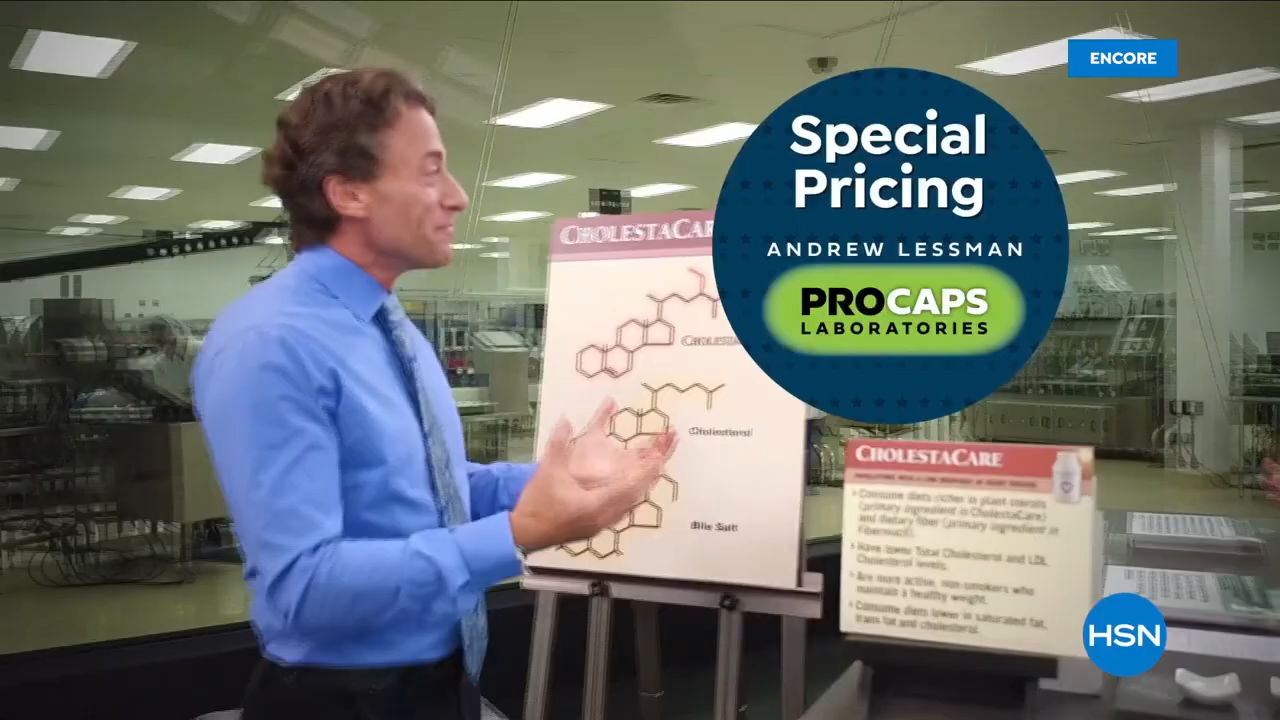 ENCORE
Special
Pricing
ANDREW LESSMAN
PROCAPS
LABORATORIES
CHOLESTACAR
Cholesterol
Bile Salt
CHOLESTACARE
Consume diets richer in plant sterols
(primary ingredient in CholestaCare)
and dietary fiber (primary ingredient in
Fibermucil).
Have lower Total Cholesterol and LDL
Cholesterol levels.
Are more active, non-smokers who
maintain a healthy weight.
Consume diets lower in saturated fat,
trans fat and cholesterol.
HSN